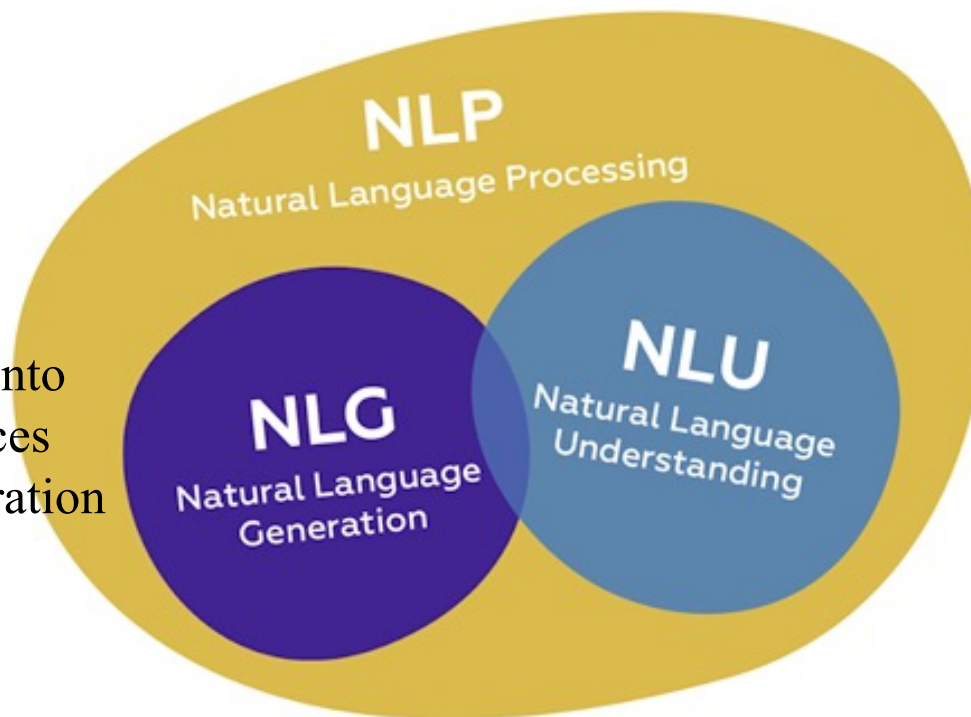 NLP
Natural Language Processing
nto
ces
ration
NLG
Natural Language
Generation
NLU
Natural Language
Understanding